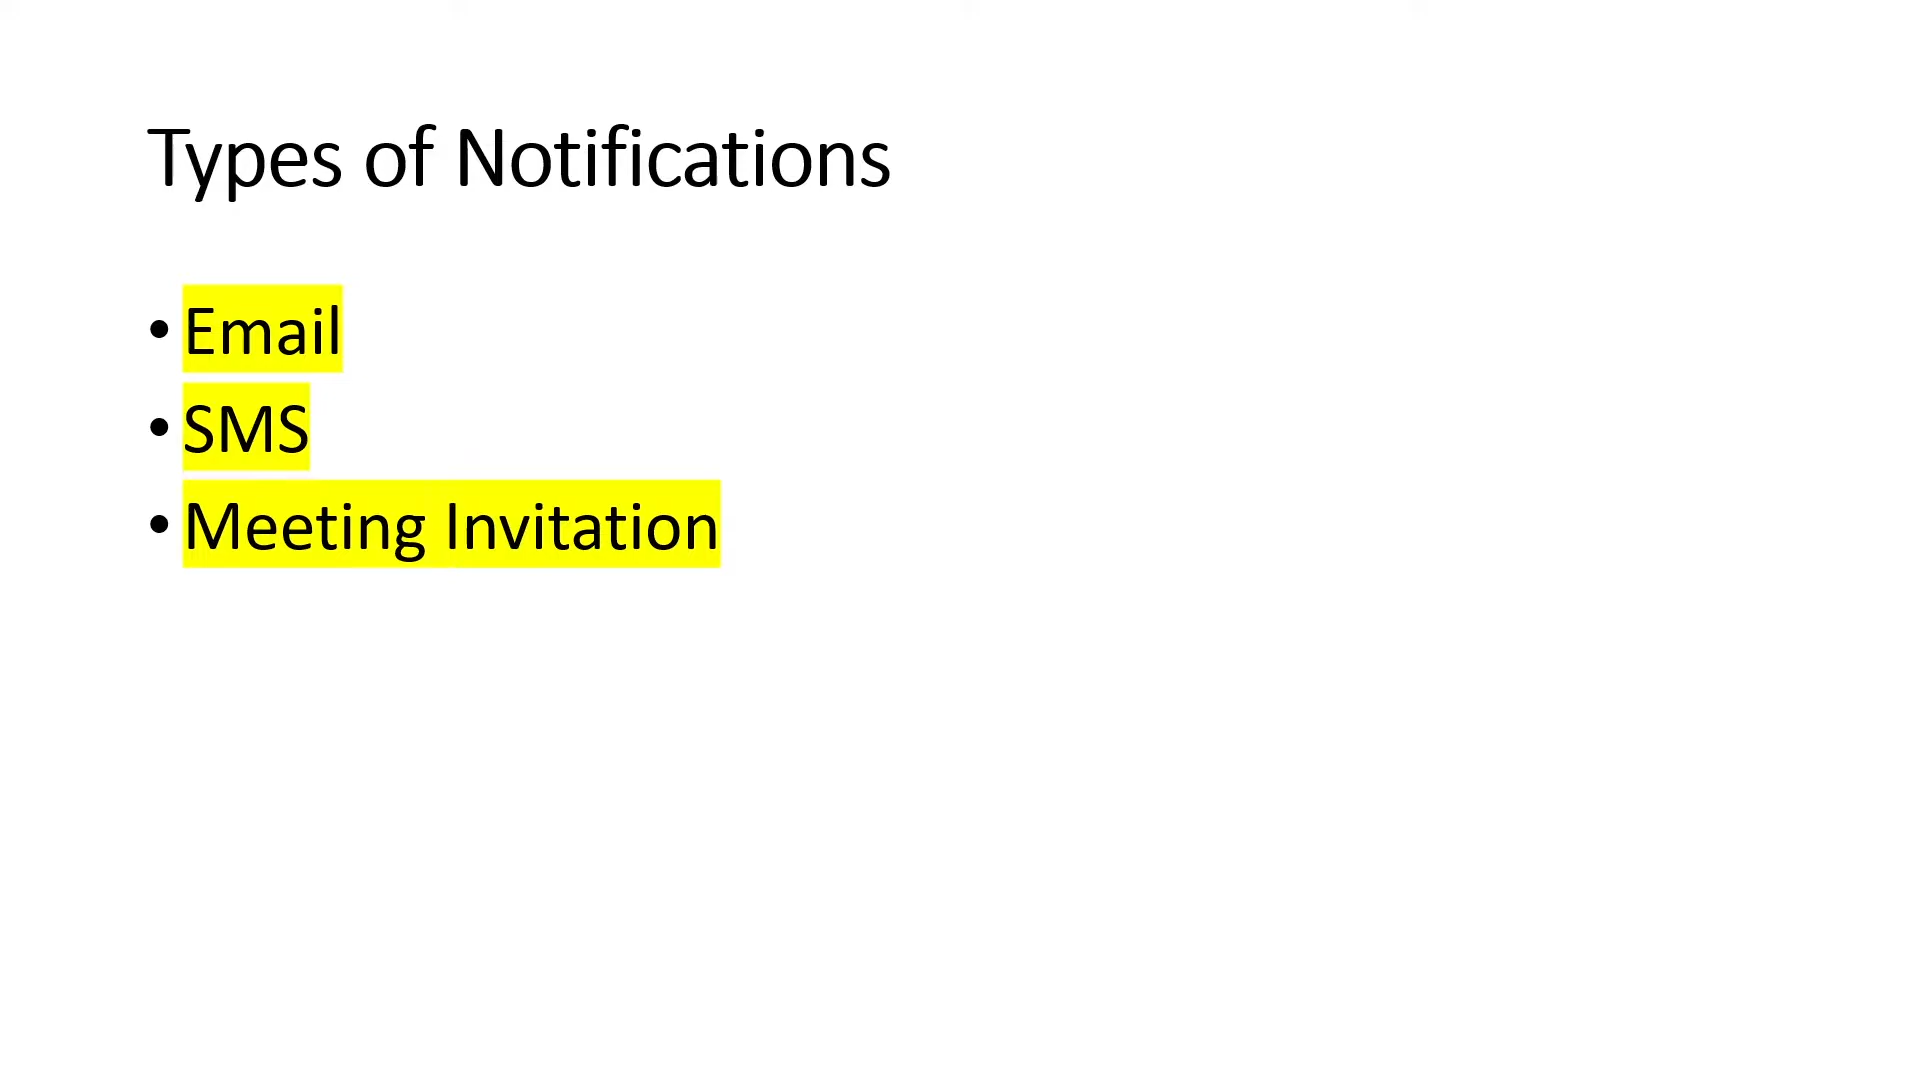 Types of Notifications
• Email
• SMS
• Meeting Invitation